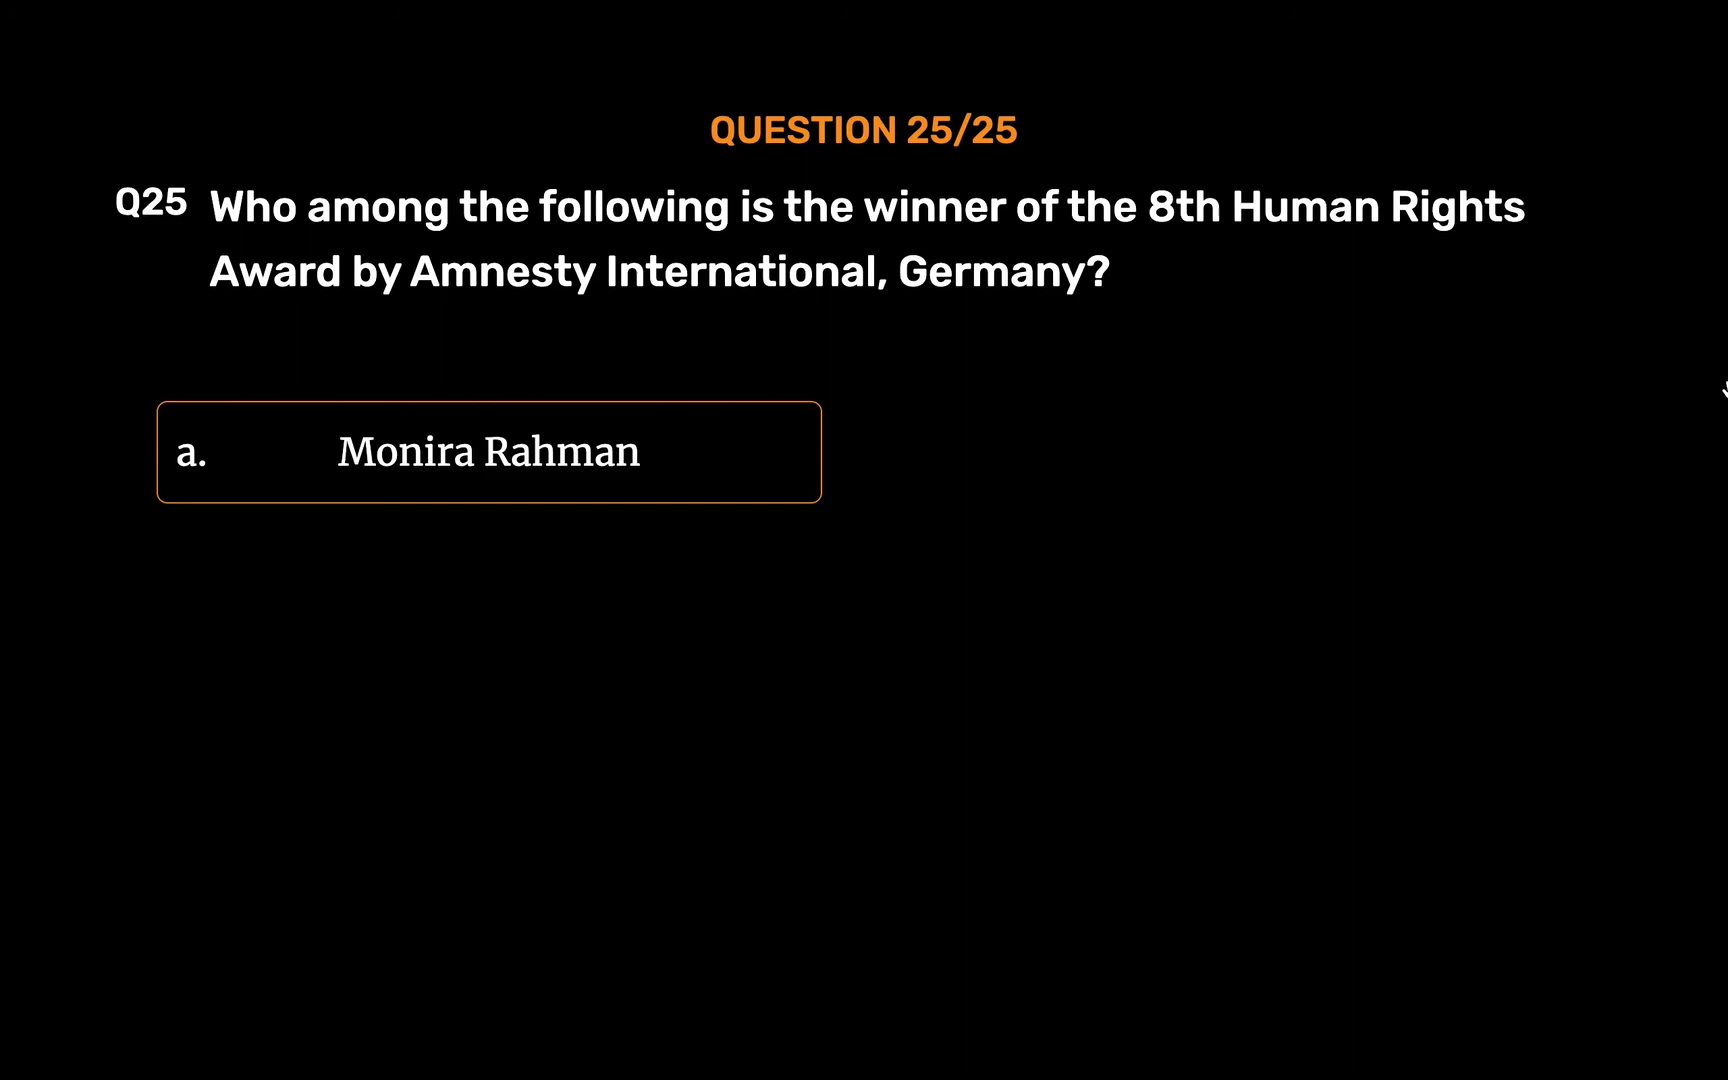 QUESTION 25/25
Q25 Who among the following is the winner of the 8th Human Rights
Award by Amnesty International, Germany?
a. Monira Rahman